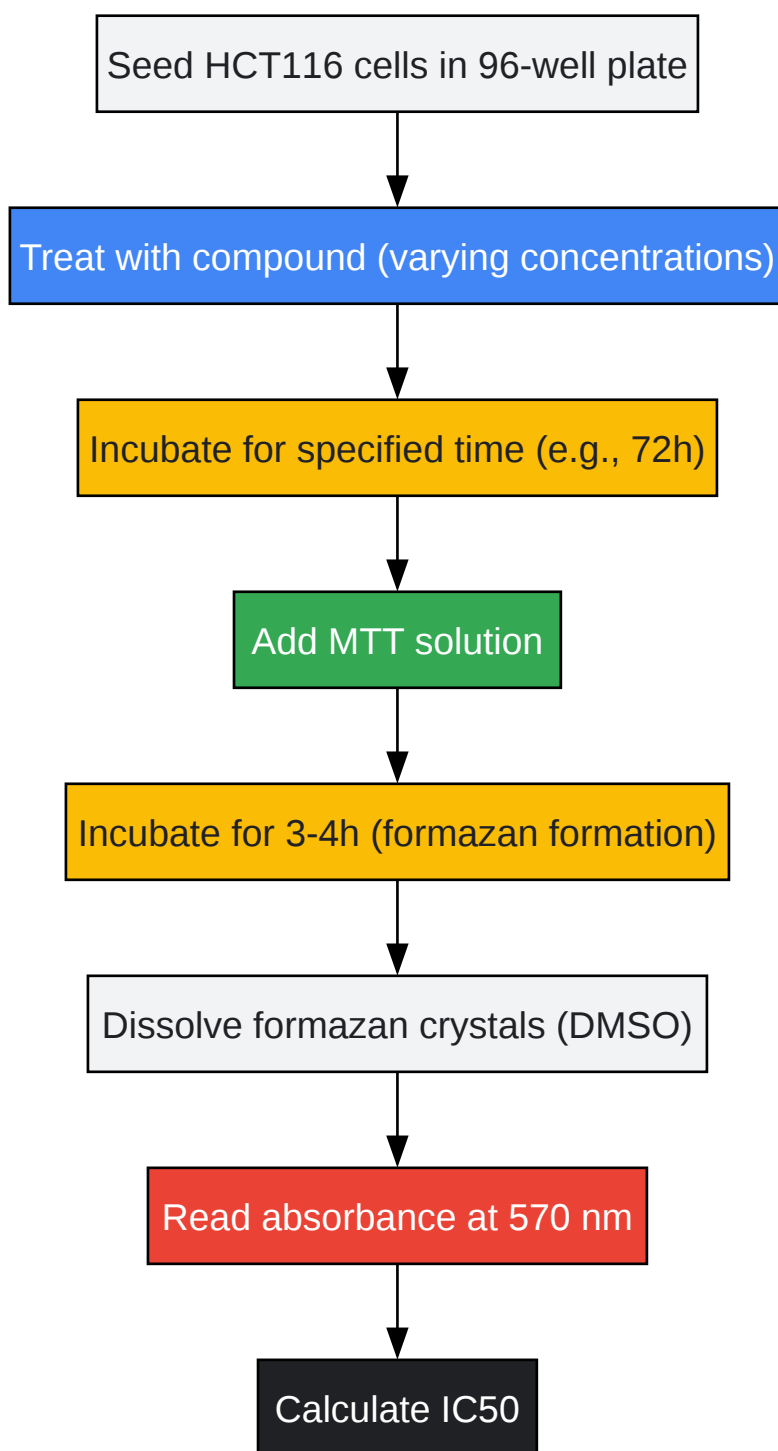 Seed HCT116 cells in 96-well plate
Treat with compound (varying concentrations)
Incubate for specified time (e.g., 72h)
Add MTT solution
Incubate for 3-4h (formazan formation)
Dissolve formazan crystals (DMSO)
Read absorbance at 570 nm
Calculate IC50